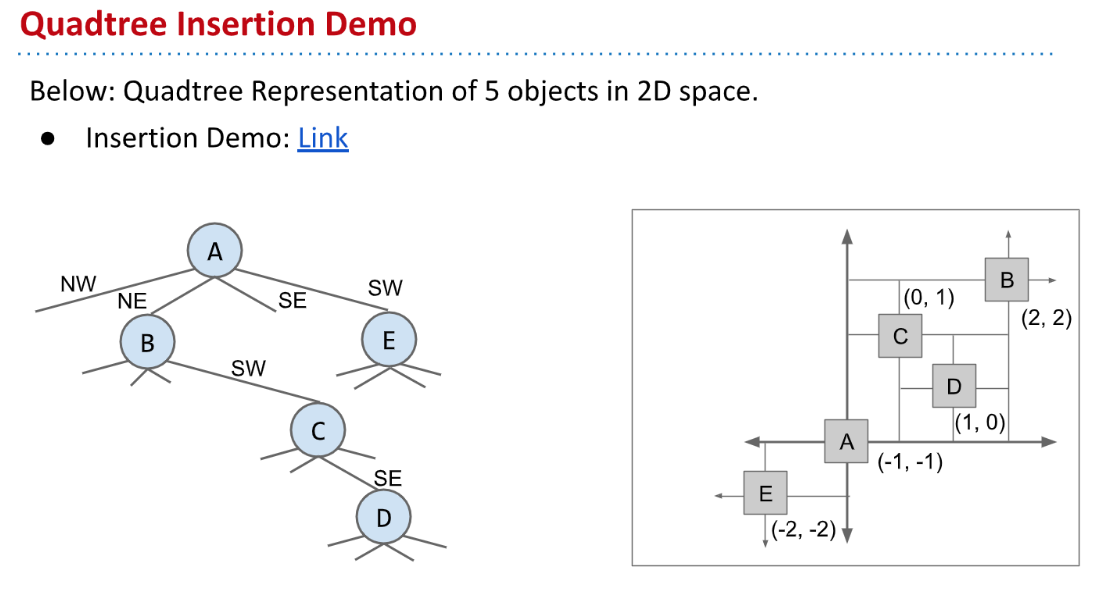 Quadtree Insertion Demo
Below: Quadtree Representation of 5 objects in 2D space.
● Insertion Demo: Link
A
NW
NE
SE
SW
B
E
SW
C
SE
D
B
(0, 1)
(2, 2)
C
D
(1, 0)
A
(-1, -1)
E
(-2, -2)